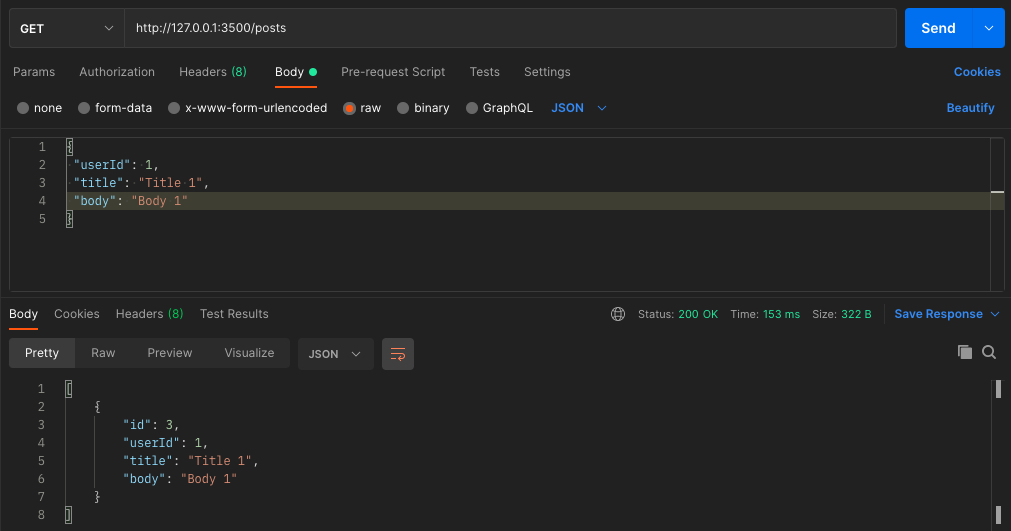 GET http://127.0.0.1:3500/posts Send
Params Authorization Headers (8) Body Pre-request Script Tests Settings Cookies
none form-data x-www-form-urlencoded raw binary GraphQL JSON Beautify
1 {
2 "userId": 1,
3 "title": "Title 1",
4 "body": "Body 1"
5 }
Body Cookies Headers (8) Test Results Status: 200 OK Time: 153 ms Size: 322 B Save Response
Pretty Raw Preview Visualize JSON
1 [
2 {
3 "id": 3,
4 "userId": 1,
5 "title": "Title 1",
6 "body": "Body 1"
7 }
8 ]